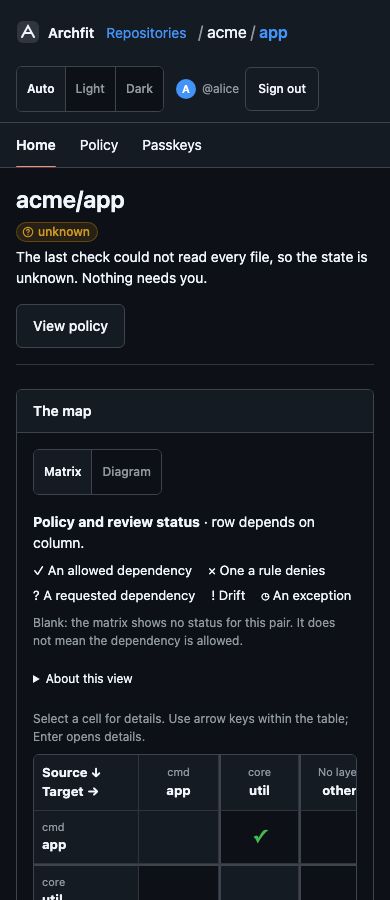 Archfit Repositories / acme / app
Auto Light Dark A @alice Sign out
Home Policy Passkeys
acme/app
? unknown
The last check could not read every file, so the state is
unknown. Nothing needs you.
View policy
The map
Matrix Diagram
Policy and review status · row depends on
column.
✓ An allowed dependency × One a rule denies
? A requested dependency ! Drift ◷ An exception
Blank: the matrix shows no status for this pair. It does
not mean the dependency is allowed.
▶ About this view
Select a cell for details. Use arrow keys within the table;
Enter opens details.
Source ↓ cmd core No laye
Target → app util other
cmd
app ✓
core
util